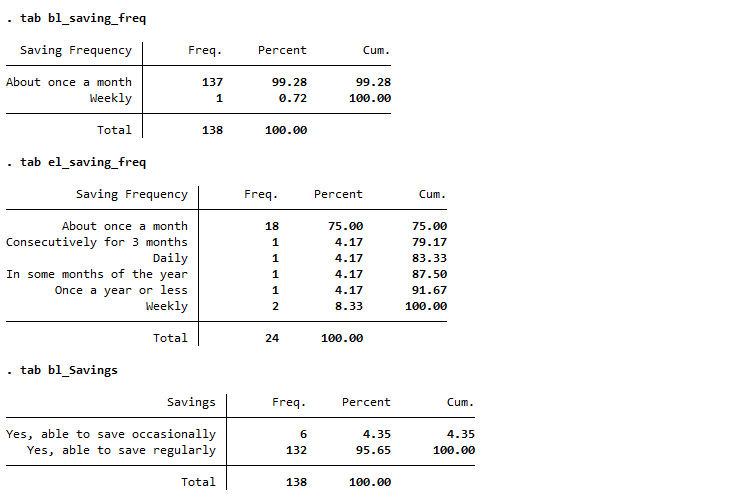 . tab bl_saving_freq
Saving Frequency Freq. Percent Cum.
About once a month 137 99.28 99.28
Weekly 1 0.72 100.00
Total 138 100.00
. tab el_saving_freq
Saving Frequency Freq. Percent Cum.
About once a month 18 75.00 75.00
Consecutively for 3 months 1 4.17 79.17
Daily 1 4.17 83.33
In some months of the year 1 4.17 87.50
Once a year or less 1 4.17 91.67
Weekly 2 8.33 100.00
Total 24 100.00
. tab bl_Savings
Savings Freq. Percent Cum.
Yes, able to save occasionally 6 4.35 4.35
Yes, able to save regularly 132 95.65 100.00
Total 138 100.00